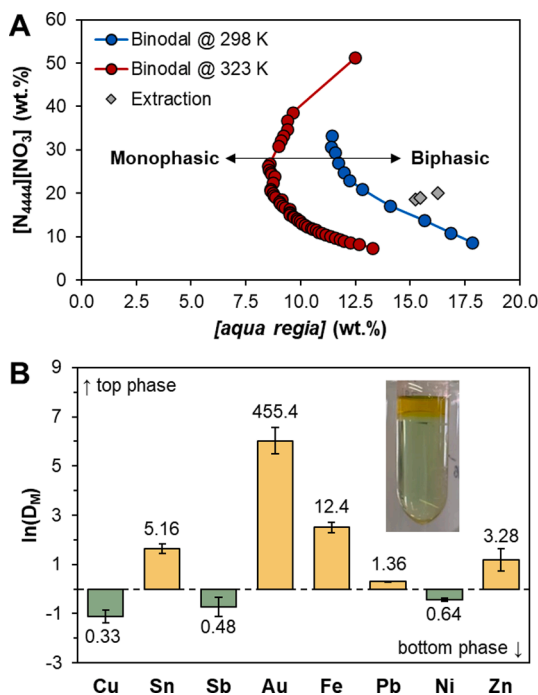 A
Binodal @ 298 K
Binodal @ 323 K
Extraction
Monophasic
Biphasic
[N4444][NO3] (wt.%)
60
50
40
30
20
10
0
0.0 2.5 5.0 7.5 10.0 12.5 15.0 17.5 20.0
[aqua regia] (wt.%)
B
↑ top phase
ln(DM)
9
7
5
3
1
-1
-3
0.33
5.16
0.48
455.4
12.4
1.36
0.64
3.28
bottom phase ↓
Cu Sn Sb Au Fe Pb Ni Zn